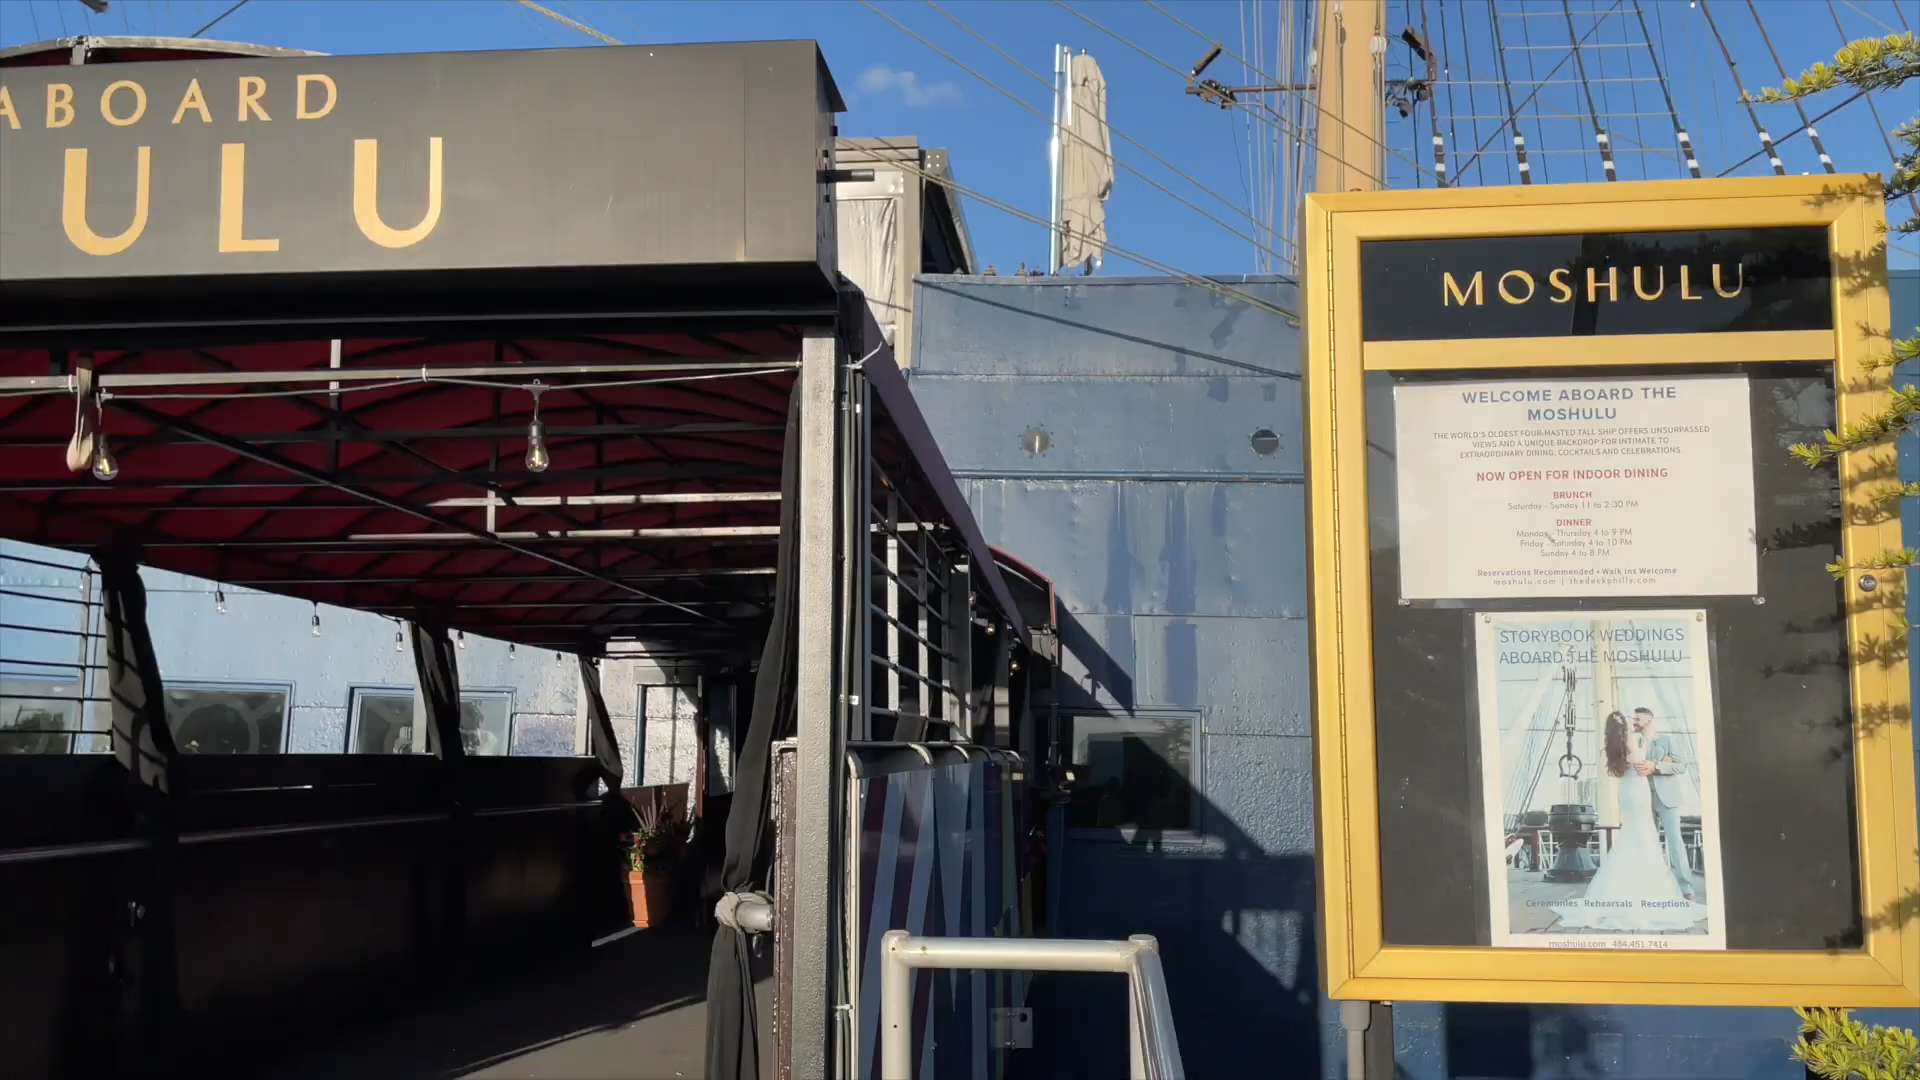 ABOARD
ULU
MOSHULU
WELCOME ABOARD THE
MOSHULU
THE WORLD'S OLDEST FOUR-MASTED TALL SHIP OFFERS UNSURPASSED
VIEWS AND A UNIQUE BACKDROP FOR INTIMATE TO
EXTRAORDINARY DINING, COCKTAILS AND CELEBRATIONS
NOW OPEN FOR INDOOR DINING
BRUNCH
Saturday - Sunday 11 to 2:30 PM
DINNER
Monday - Thursday 4 to 9 PM
Friday - Saturday 4 to 10 PM
Sunday 4 to 8 PM
Reservations Recommended • Walk Ins Welcome
moshulu.com | thedeckphilly.com
STORYBOOK WEDDINGS
ABOARD THE MOSHULU
Ceremonies Rehearsals Receptions
moshulu.com 484.451.7414